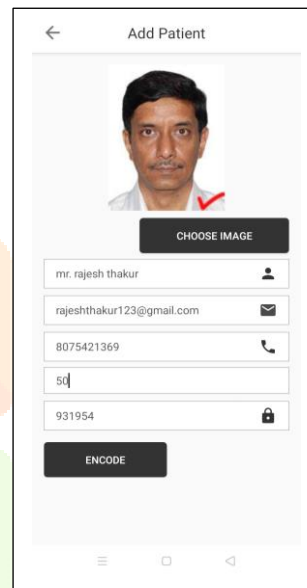 Add Patient
CHOOSE IMAGE
mr. rajesh thakur
rajeshthakur123@gmail.com
8075421369
50
931954
ENCODE